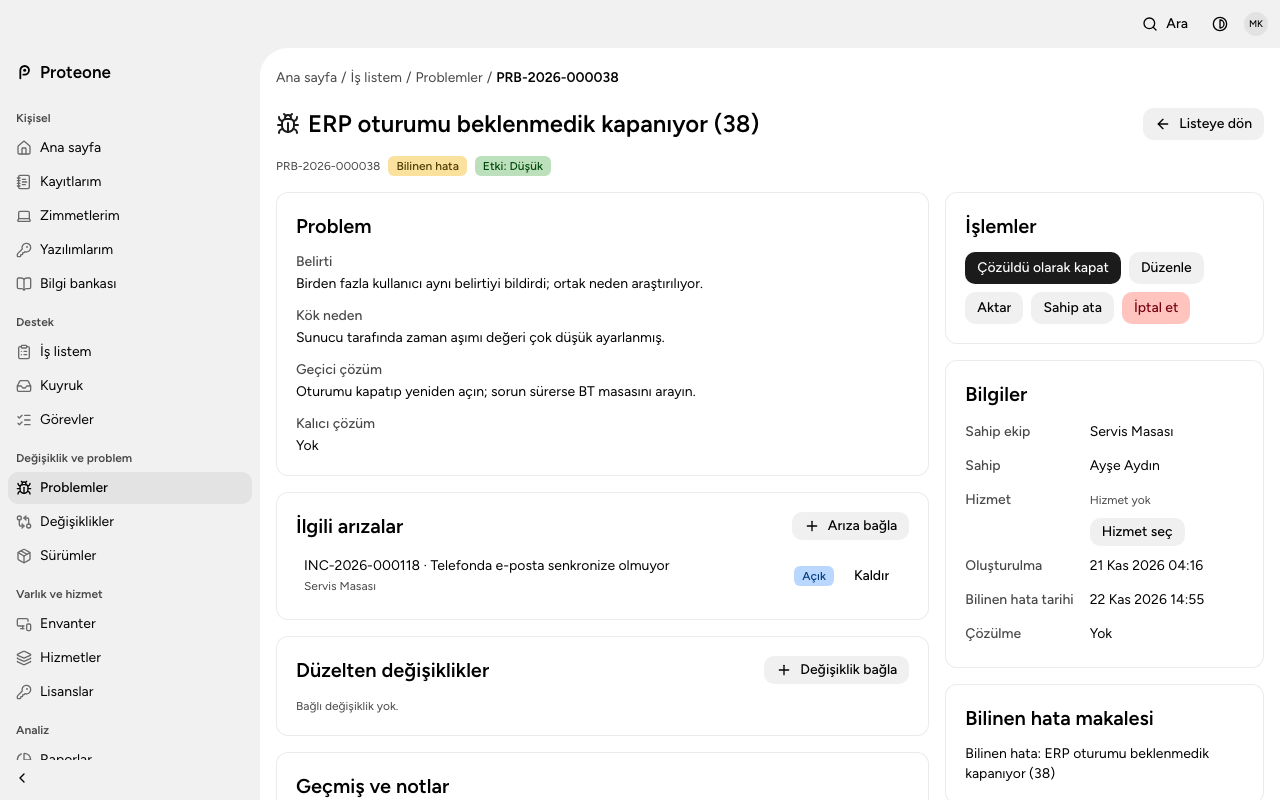 Ara
MK
Proteone
Kişisel
Ana sayfa
Kayıtlarım
Zimmetlerim
Yazılımlarım
Bilgi bankası
Destek
İş listem
Kuyruk
Görevler
Değişiklik ve problem
Problemler
Değişiklikler
Sürümler
Varlık ve hizmet
Envanter
Hizmetler
Lisanslar
Analiz
Raporlar
Ana sayfa / İş listem / Problemler / PRB-2026-000038
ERP oturumu beklenmedik kapanıyor (38)
Listeye dön
PRB-2026-000038 Bilinen hata Etki: Düşük
Problem
Belirti
Birden fazla kullanıcı aynı belirtiyi bildirdi; ortak neden araştırılıyor.
Kök neden
Sunucu tarafında zaman aşımı değeri çok düşük ayarlanmış.
Geçici çözüm
Oturumu kapatıp yeniden açın; sorun sürerse BT masasını arayın.
Kalıcı çözüm
Yok
İlgili arızalar
Arıza bağla
INC-2026-000118 · Telefonda e-posta senkronize olmuyor
Servis Masası
Açık
Kaldır
Düzelten değişiklikler
Değişiklik bağla
Bağlı değişiklik yok.
Geçmiş ve notlar
İşlemler
Çözüldü olarak kapat Düzenle
Aktar Sahip ata İptal et
Bilgiler
Sahip ekip Servis Masası
Sahip Ayşe Aydın
Hizmet Hizmet yok
Hizmet seç
Oluşturulma 21 Kas 2026 04:16
Bilinen hata tarihi 22 Kas 2026 14:55
Çözülme Yok
Bilinen hata makalesi
Bilinen hata: ERP oturumu beklenmedik
kapanıyor (38)